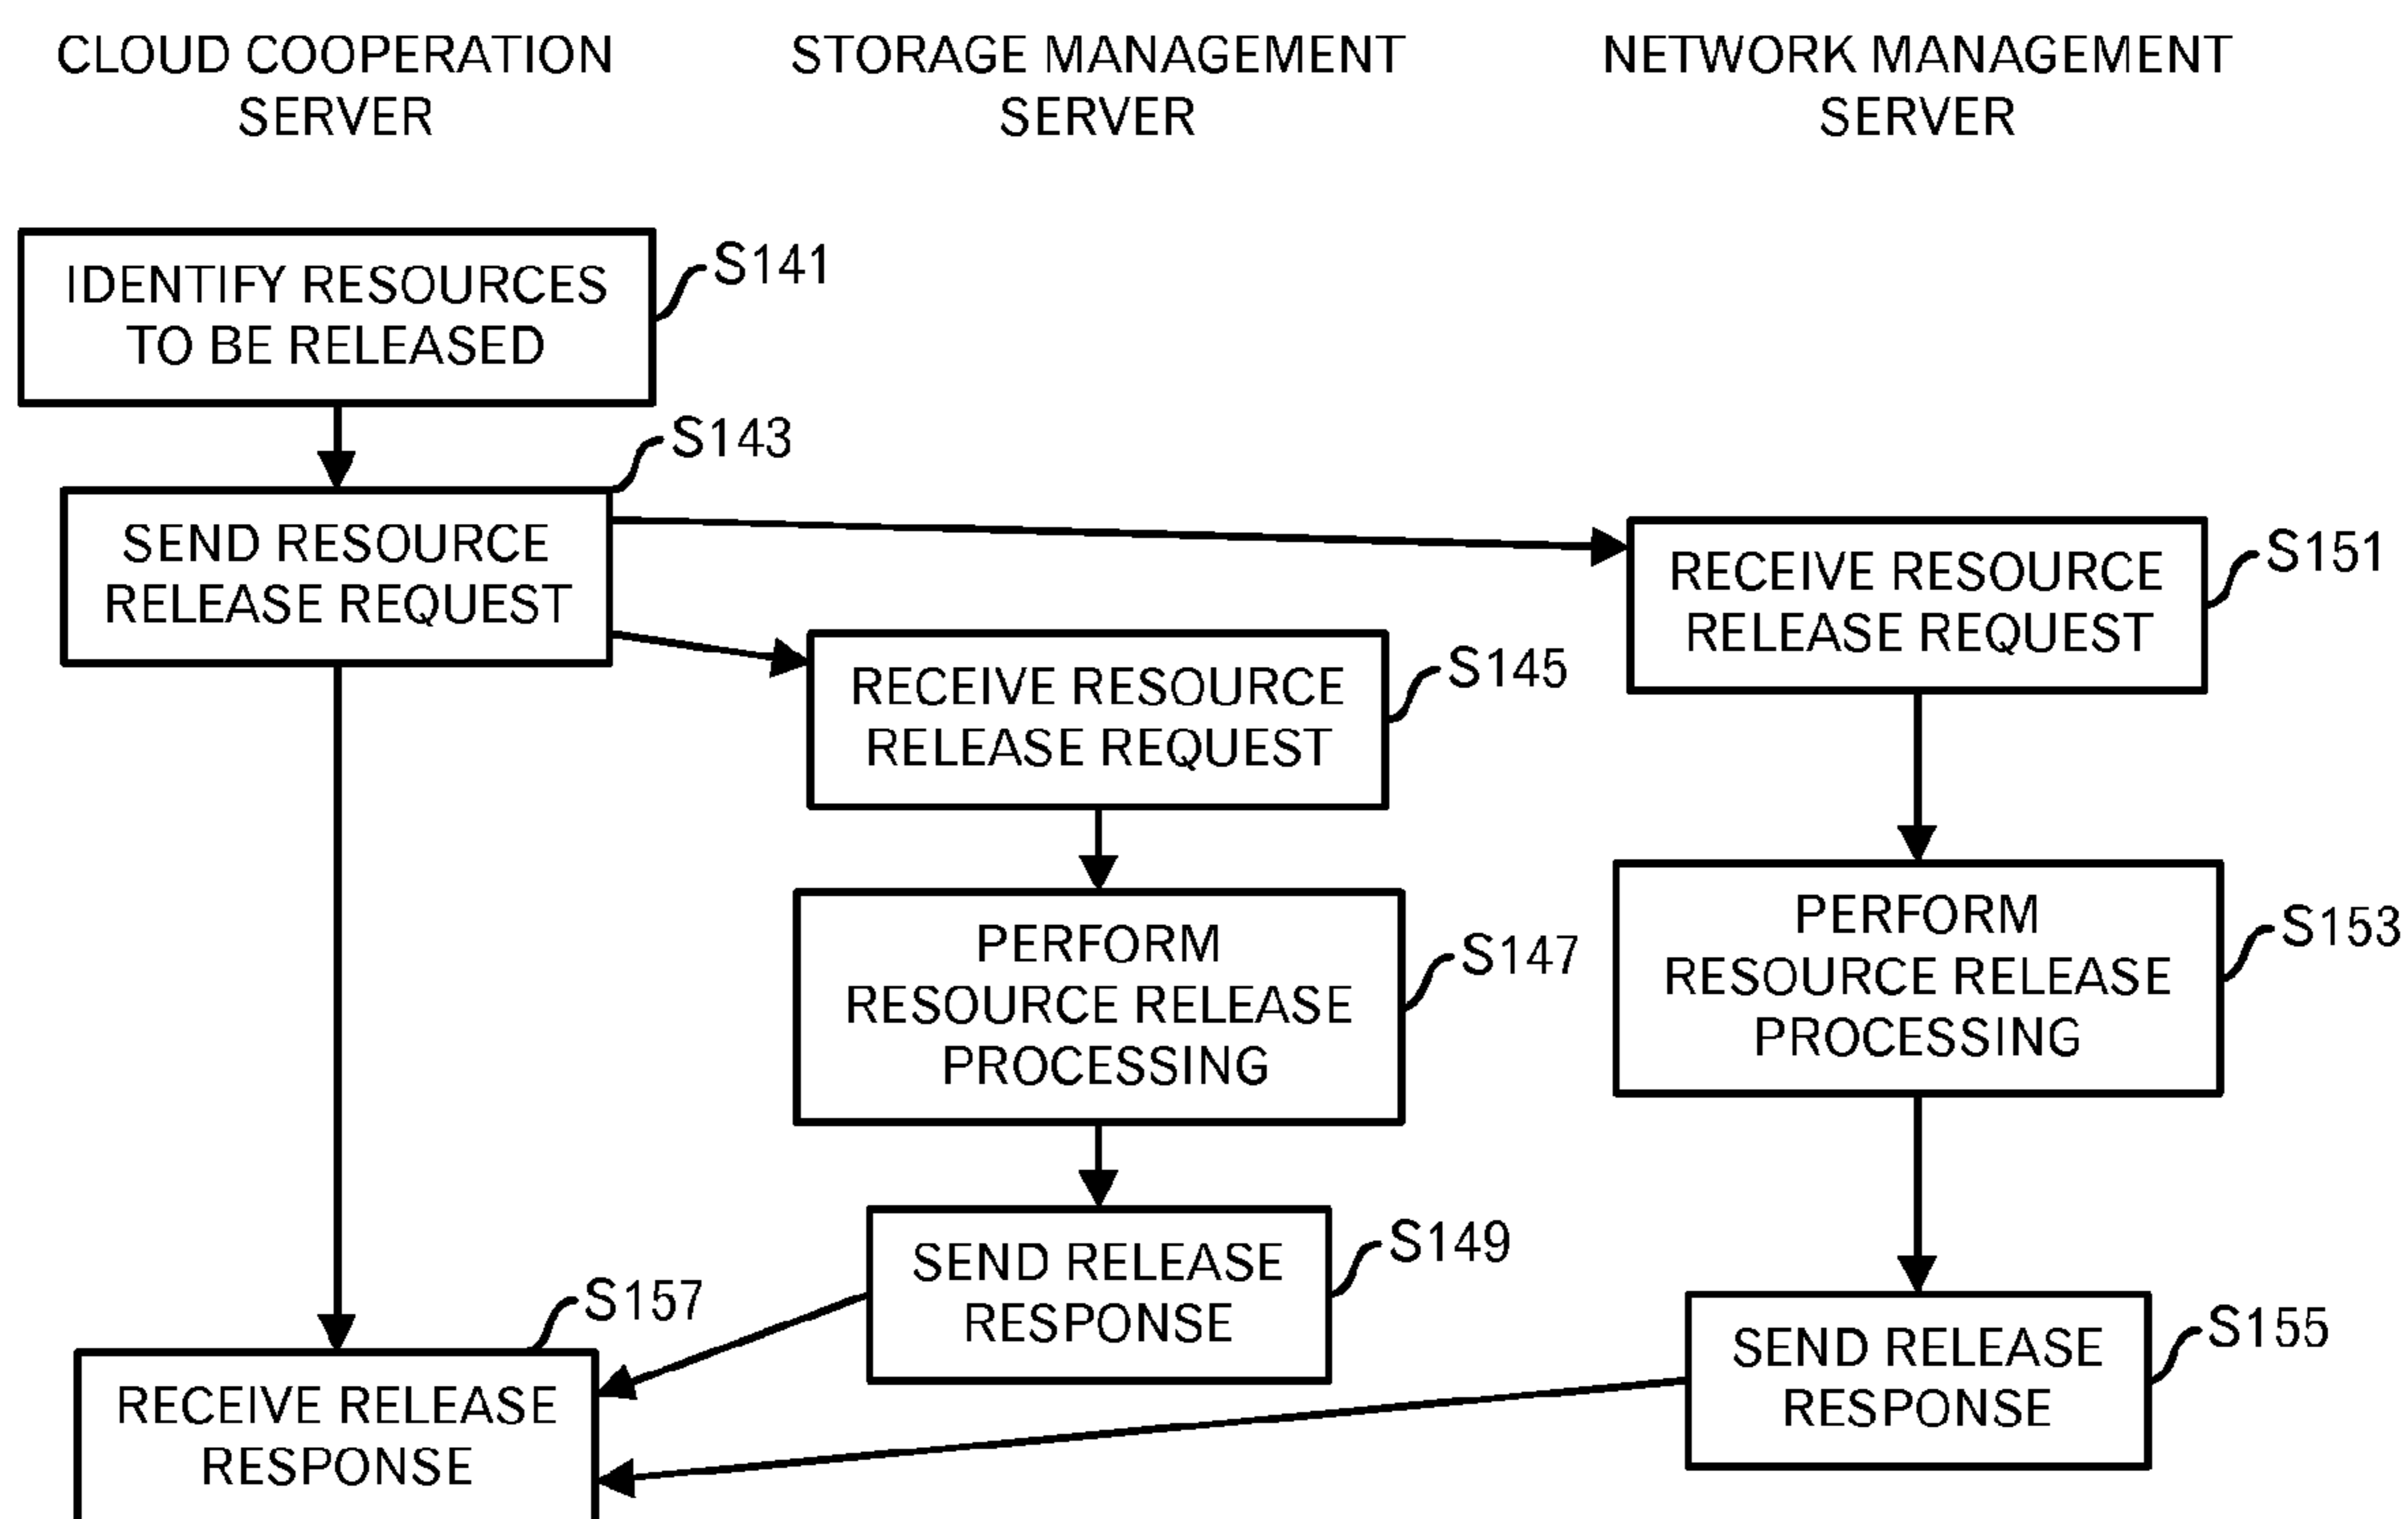 CLOUD COOPERATION
SERVER
STORAGE MANAGEMENT
SERVER
NETWORK MANAGEMENT
SERVER
IDENTIFY RESOURCES
TO BE RELEASED
S141
S143
SEND RESOURCE
RELEASE REQUEST
RECEIVE RESOURCE
RELEASE REQUEST
S151
RECEIVE RESOURCE
RELEASE REQUEST
S145
PERFORM
RESOURCE RELEASE
PROCESSING
S153
PERFORM
RESOURCE RELEASE
PROCESSING
S147
SEND RELEASE
RESPONSE
S149
S157
SEND RELEASE
RESPONSE
S155
RECEIVE RELEASE
RESPONSE